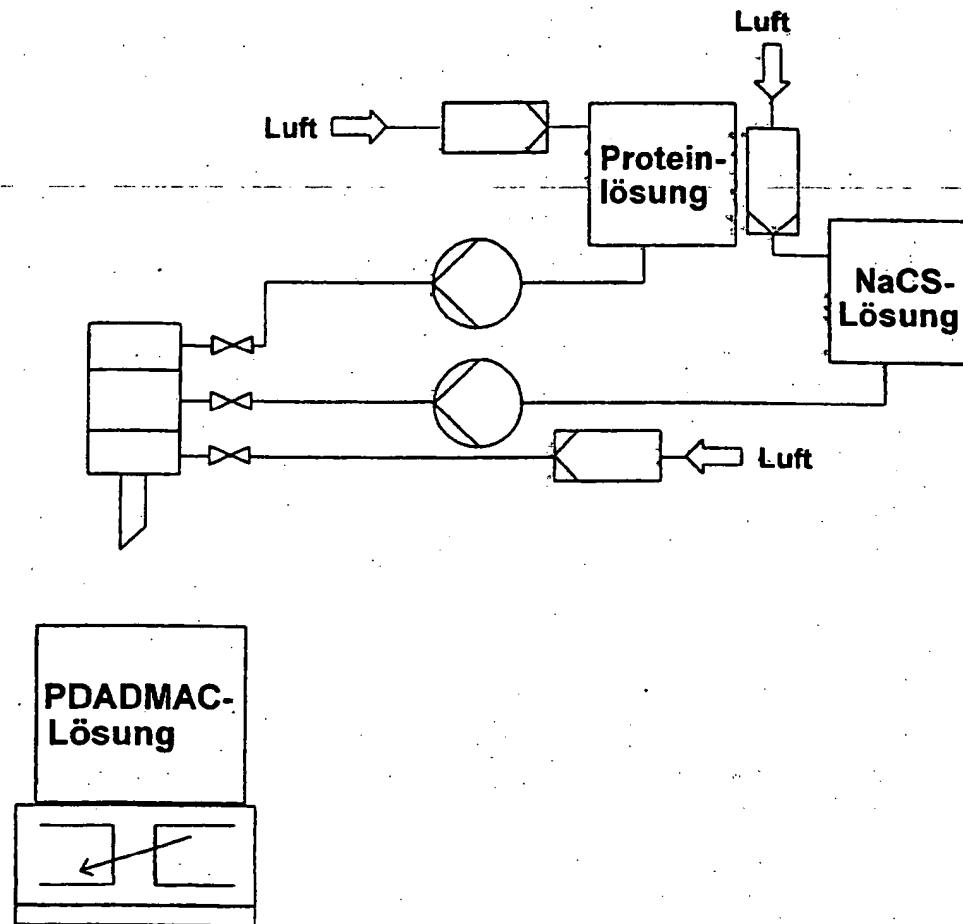 Luft
Luft
Protein-
lösung
NaCS-
Lösung
Luft
PDADMAC-
Lösung